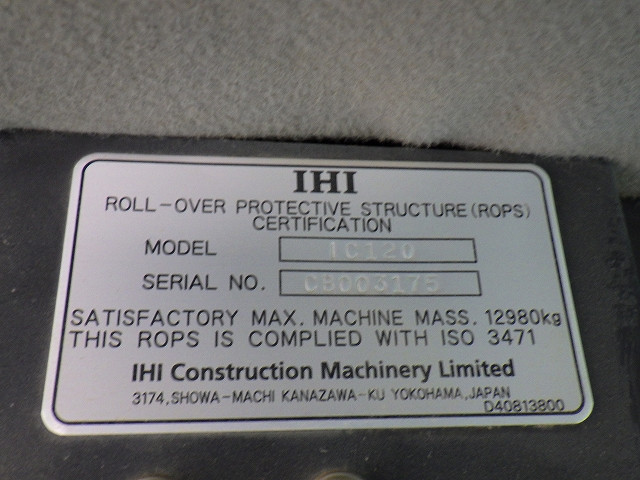 IHI
ROLL-OVER PROTECTIVE STRUCTURE (ROPS)
CERTIFICATION
MODEL IC120
SERIAL NO. CB003175
SATISFACTORY MAX. MACHINE MASS. 12980kg
THIS ROPS IS COMPLIED WITH ISO 3471
IHI Construction Machinery Limited
3174, SHOWA-MACHI KANAZAWA-KU YOKOHAMA, JAPAN
D40813800